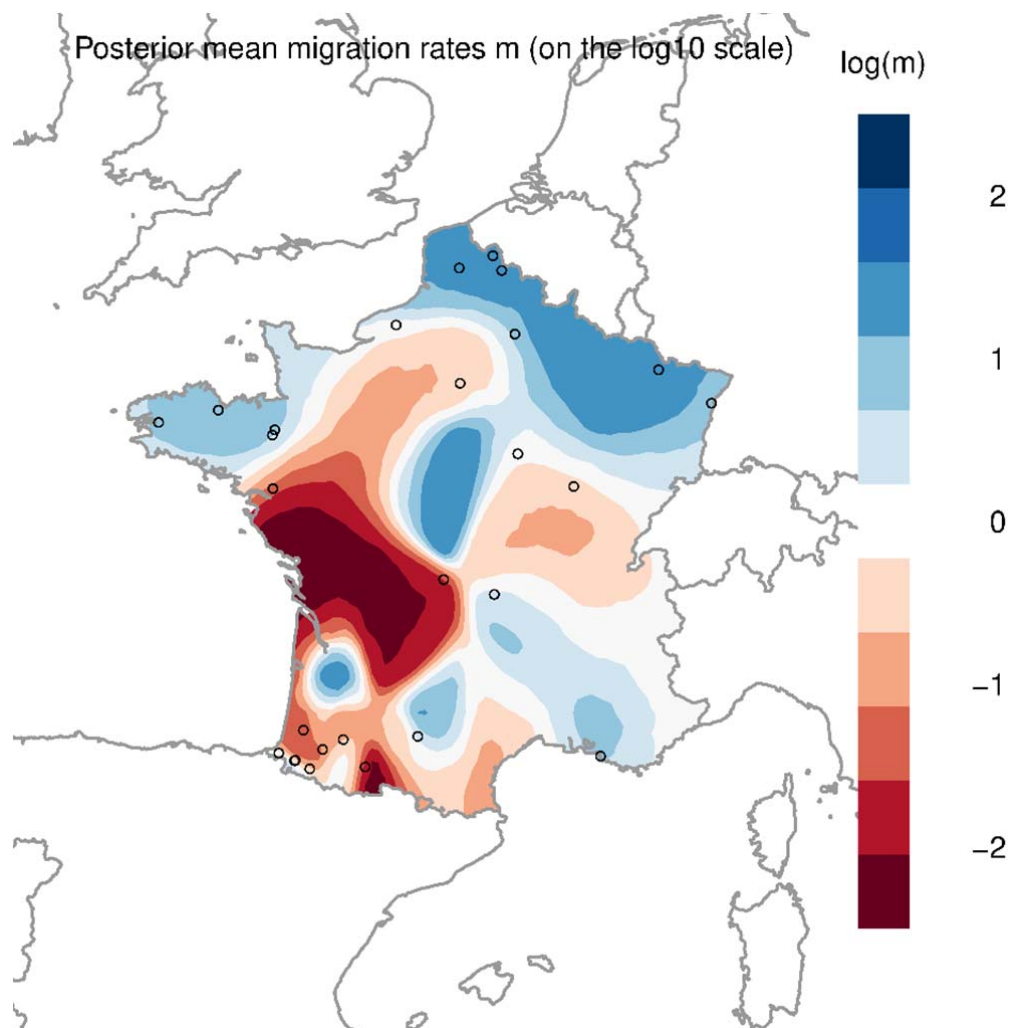 Posterior mean migration rates m (on the log10 scale)
log(m)
2
1
0
−1
−2